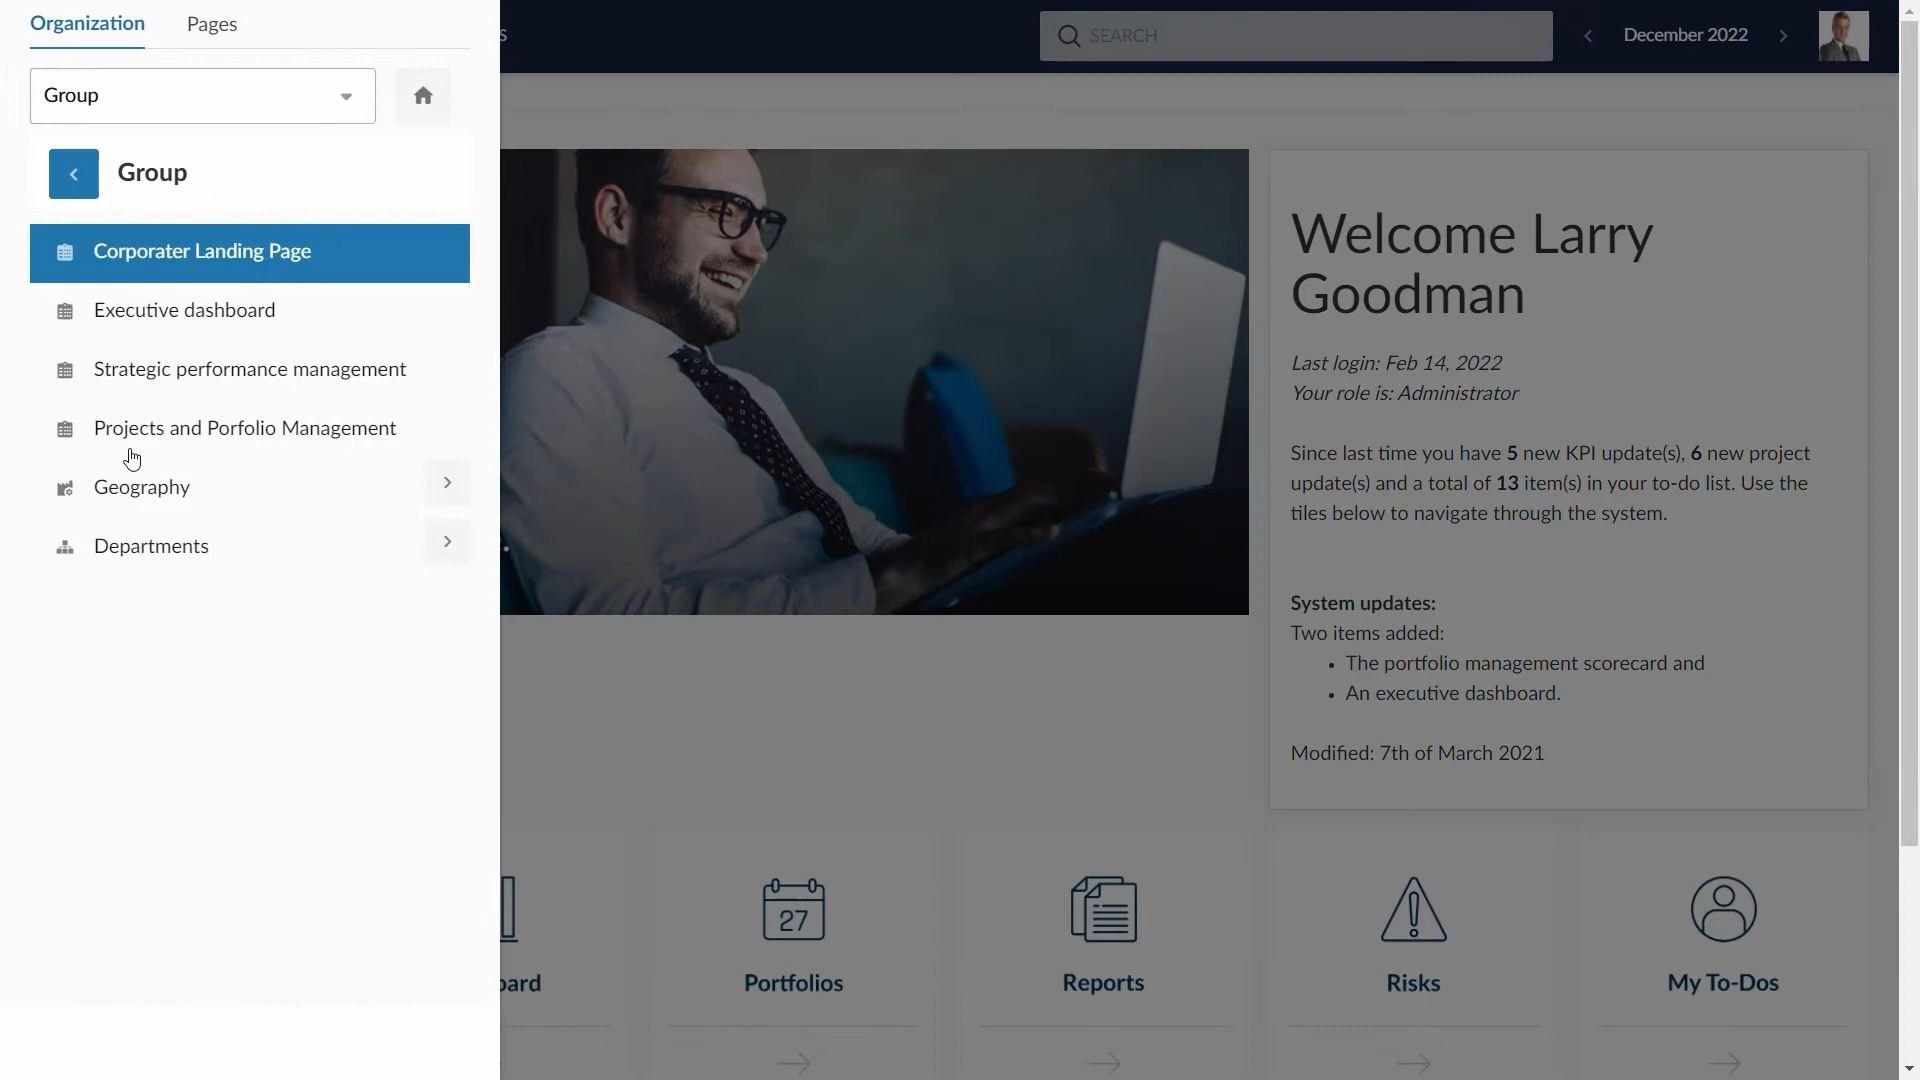 Organization Pages
S
SEARCH
December 2022
Group
Group
Corporater Landing Page
Executive dashboard
Strategic performance management
Projects and Porfolio Management
Geography
Departments
Welcome Larry
Goodman
Last login: Feb 14, 2022
Your role is: Administrator
Since last time you have 5 new KPI update(s), 6 new project
update(s) and a total of 13 item(s) in your to-do list. Use the
tiles below to navigate through the system.
System updates:
Two items added:
• The portfolio management scorecard and
• An executive dashboard.
Modified: 7th of March 2021
27
oard
Portfolios
Reports
Risks
My To-Dos